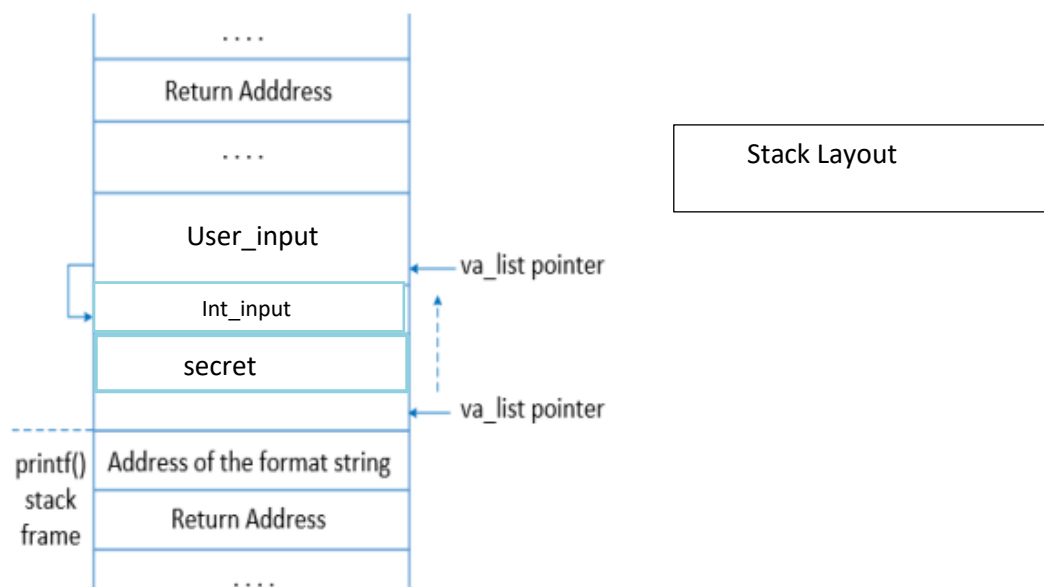 ....
Return Adddress
....
Stack Layout
User_input
va_list pointer
Int_input
secret
va_list pointer
printf()
stack
frame
Address of the format string
Return Address
....